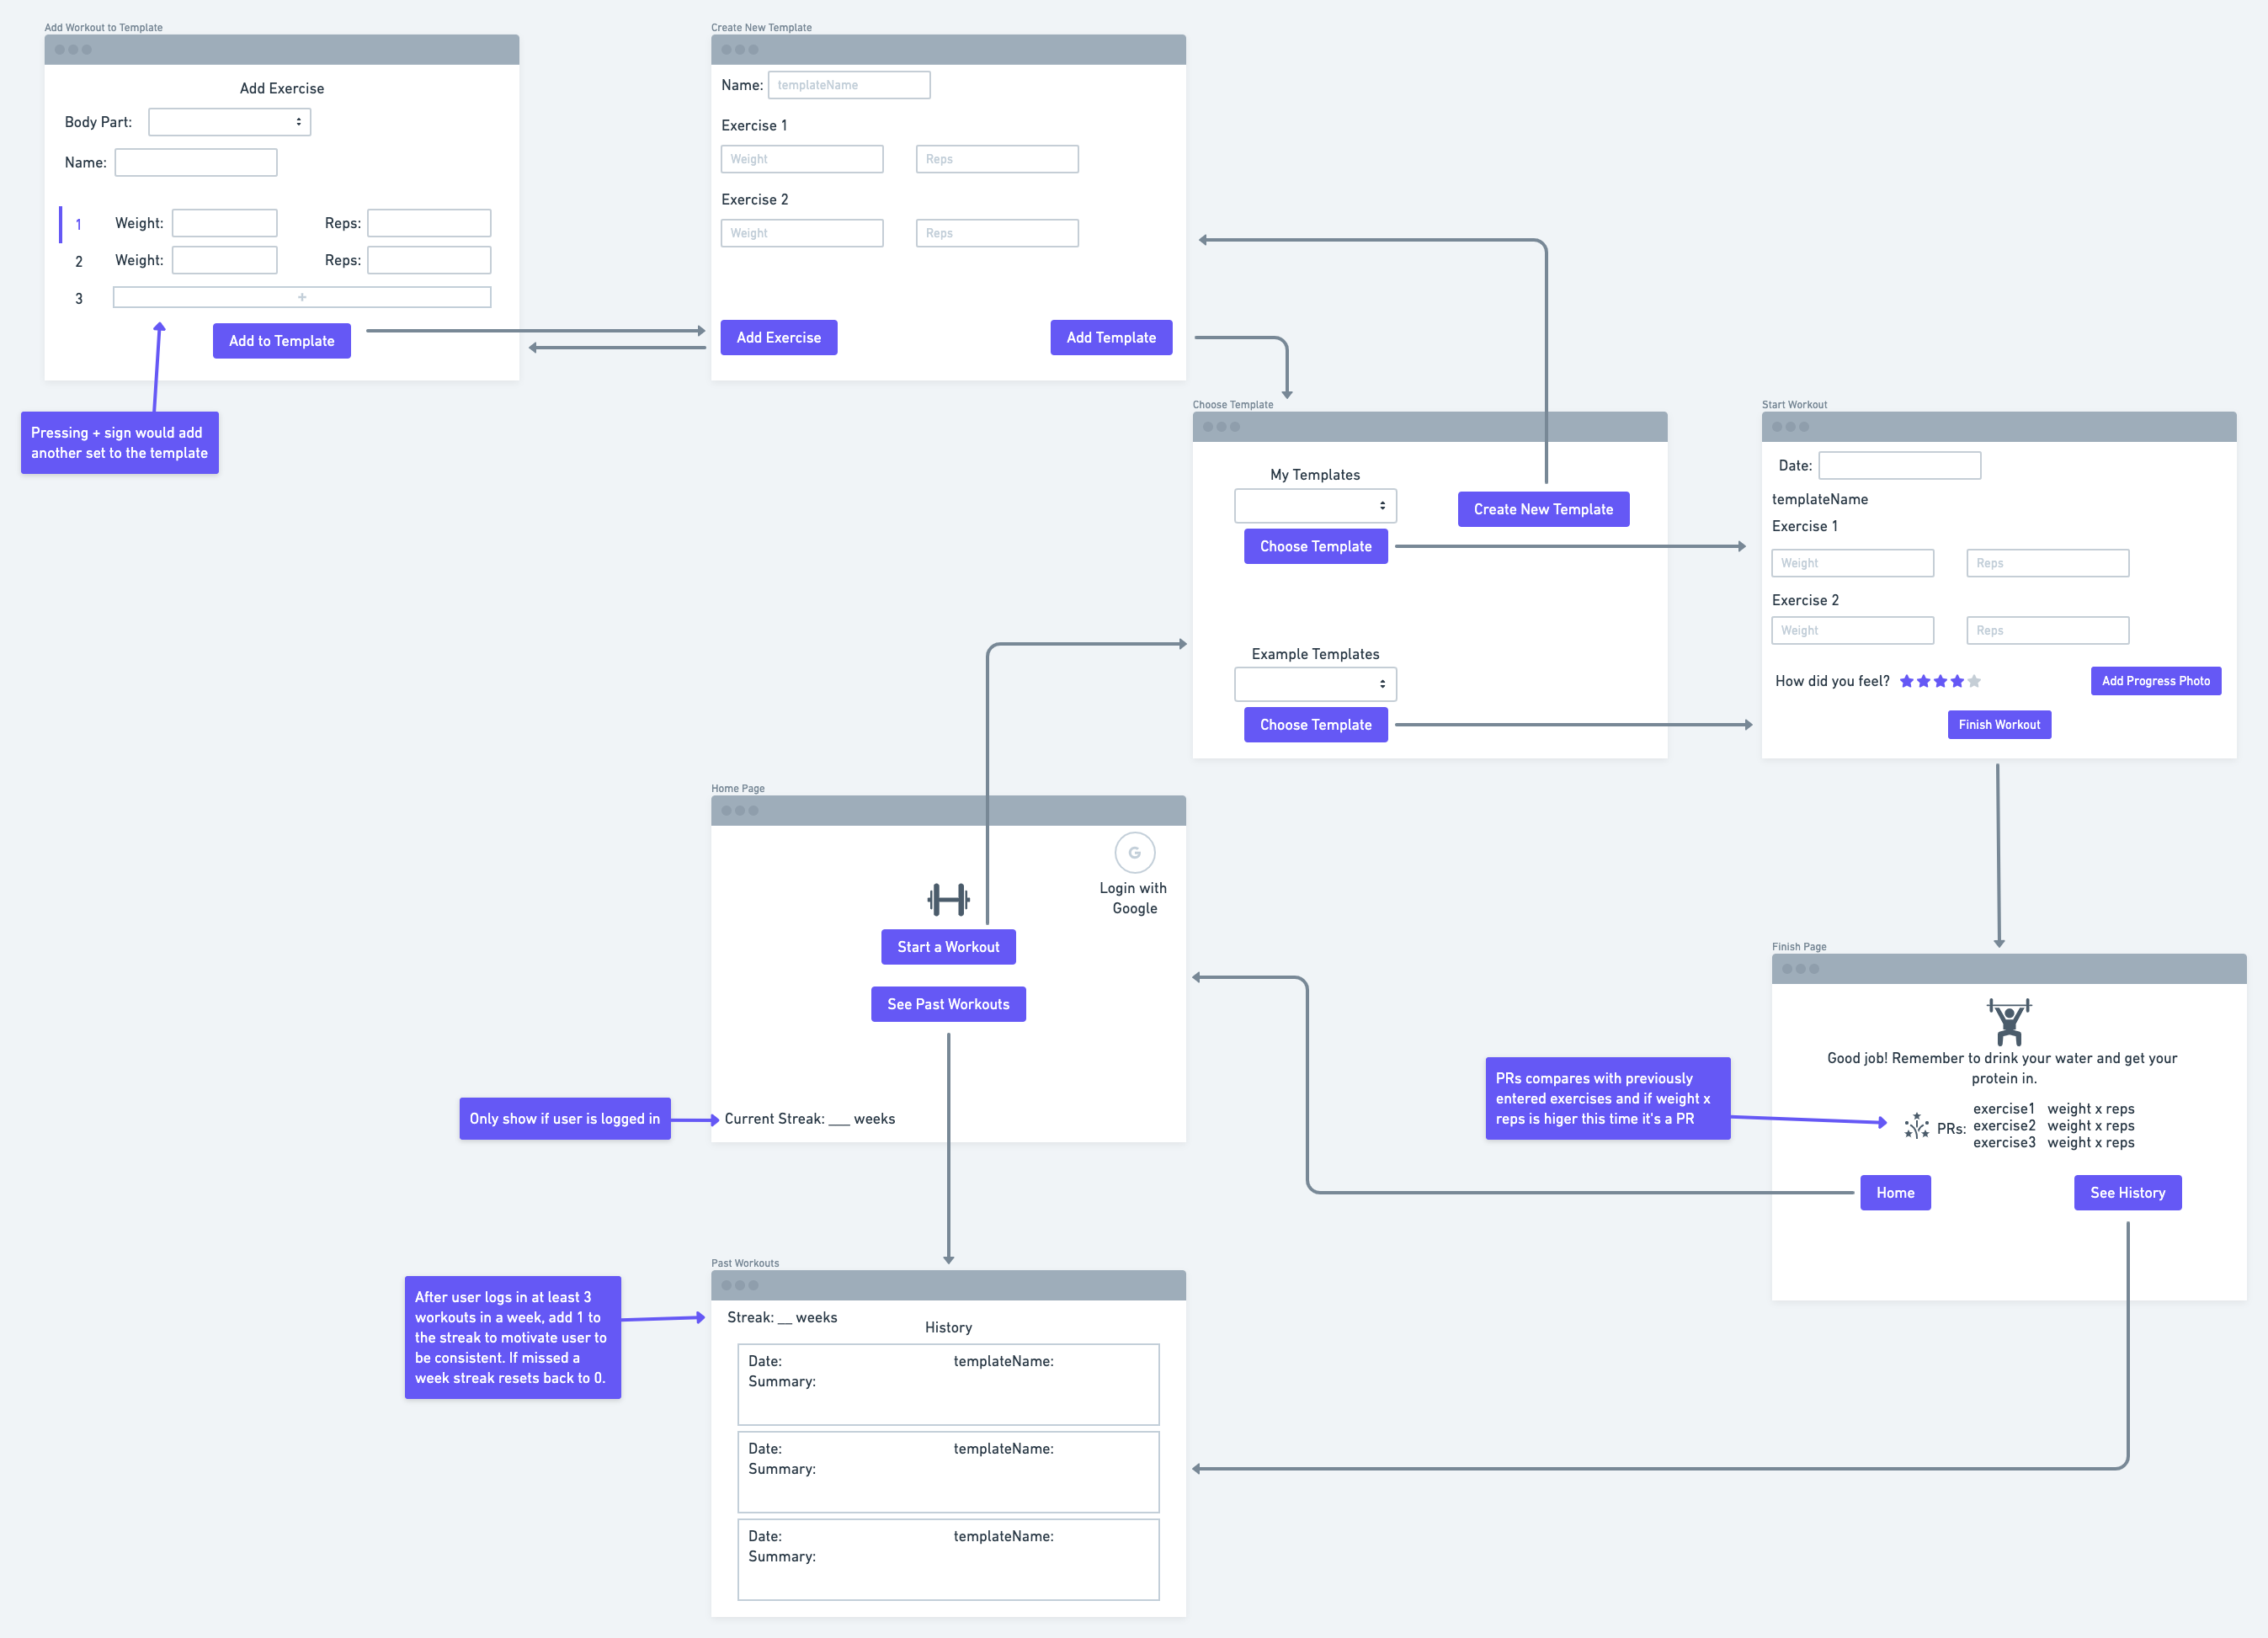 Add Workout to Template
Add Exercise
Body Part:
Name:
1 Weight: Reps:
2 Weight: Reps:
3 +
Add to Template
Pressing + sign would add
another set to the template
Create New Template
Name: templateName
Exercise 1
Weight Reps
Exercise 2
Weight Reps
Add Exercise Add Template
Choose Template
My Templates
Create New Template
Choose Template
Example Templates
Choose Template
Start Workout
Date:
templateName
Exercise 1
Weight Reps
Exercise 2
Weight Reps
How did you feel? Add Progress Photo
Finish Workout
Home Page
G
Login with
Google
Start a Workout
See Past Workouts
Only show if user is logged in
Current Streak: ___ weeks
Finish Page
Good job! Remember to drink your water and get your
protein in.
PRs compares with previously
entered exercises and if weight x
reps is higer this time it's a PR
PRs:
exercise1 weight x reps
exercise2 weight x reps
exercise3 weight x reps
Home See History
Past Workouts
After user logs in at least 3
workouts in a week, add 1 to
the streak to motivate user to
be consistent. If missed a
week streak resets back to 0.
Streak: __ weeks
History
Date: templateName:
Summary:
Date: templateName:
Summary:
Date: templateName:
Summary: